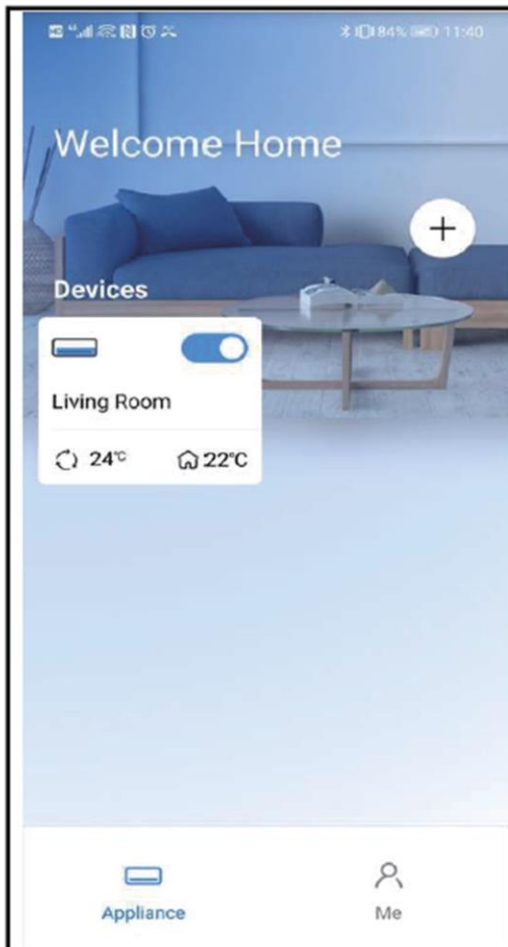 84% 11:40
Welcome Home
+
Devices
Living Room
24°C 22°C
Appliance Me